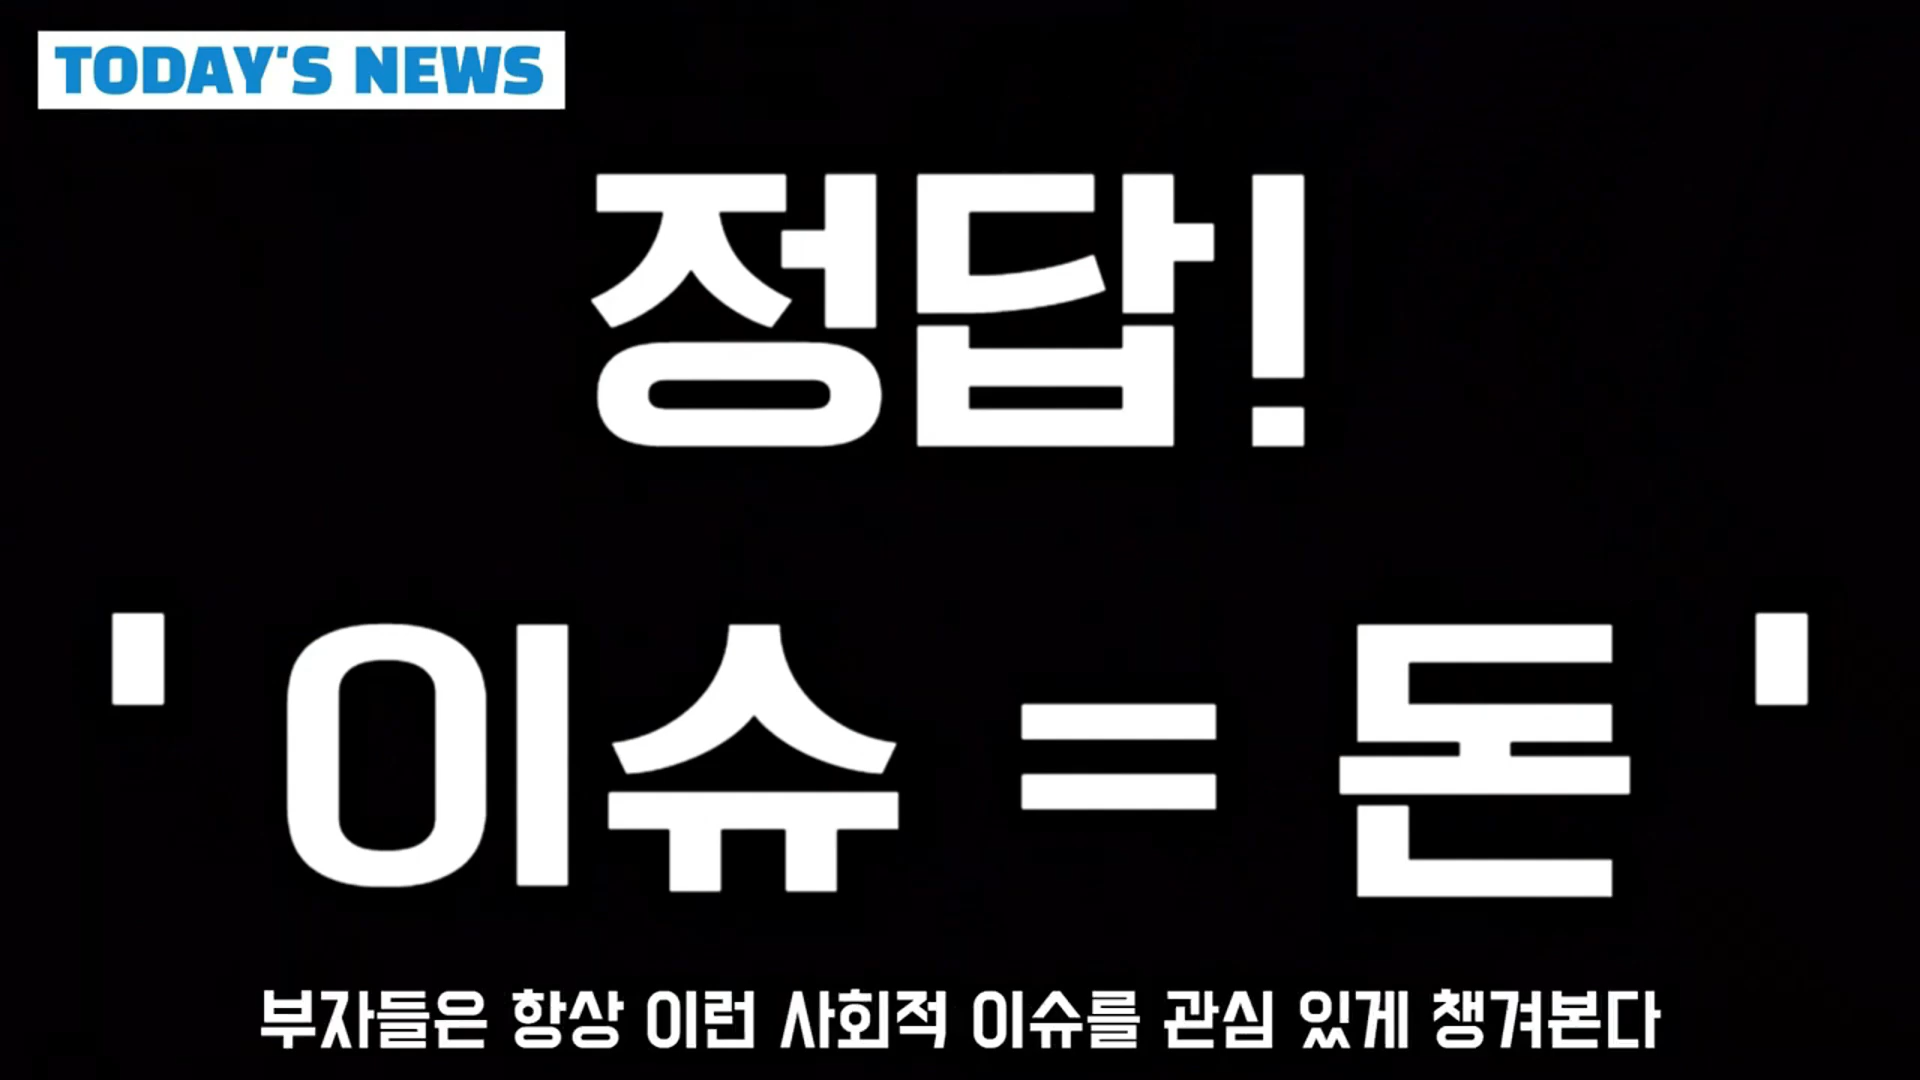 TODAY'S NEWS
정답!
' 이슈 = 돈 '
부자들은 항상 이런 사회적 이슈를 관심 있게 챙겨본다